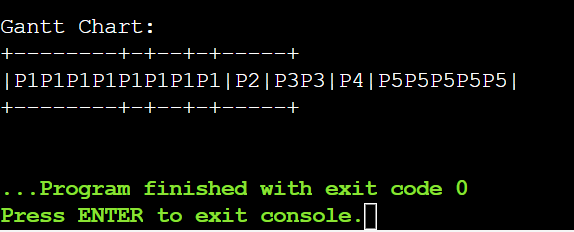 Gantt Chart:
+--------+-+--+-+-----+
|P1P1P1P1P1P1P1P1|P2|P3P3|P4|P5P5P5P5P5|
+--------+-+--+-+-----+
...Program finished with exit code 0
Press ENTER to exit console.